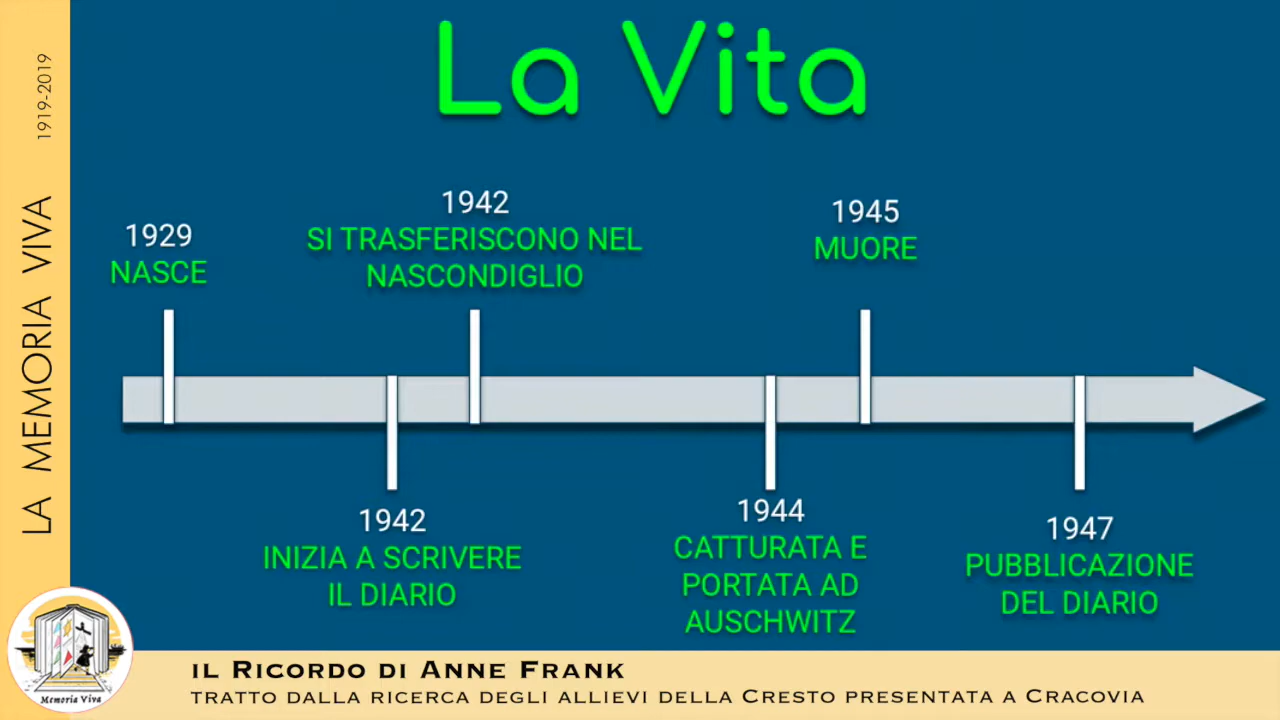 La Vita
1929
NASCE
1942
SI TRASFERISCONO NEL
NASCONDIGLIO
1945
MUORE
1942
INIZIA A SCRIVERE
IL DIARIO
1944
CATTURATA E
PORTATA AD
AUSCHWITZ
1947
PUBBLICAZIONE
DEL DIARIO
LA MEMORIA VIVA 1919-2019
Memoria Viva
IL RICORDO DI ANNE FRANK
TRATTO DALLA RICERCA DEGLI ALLIEVI DELLA CRESTO PRESENTATA A CRACOVIA